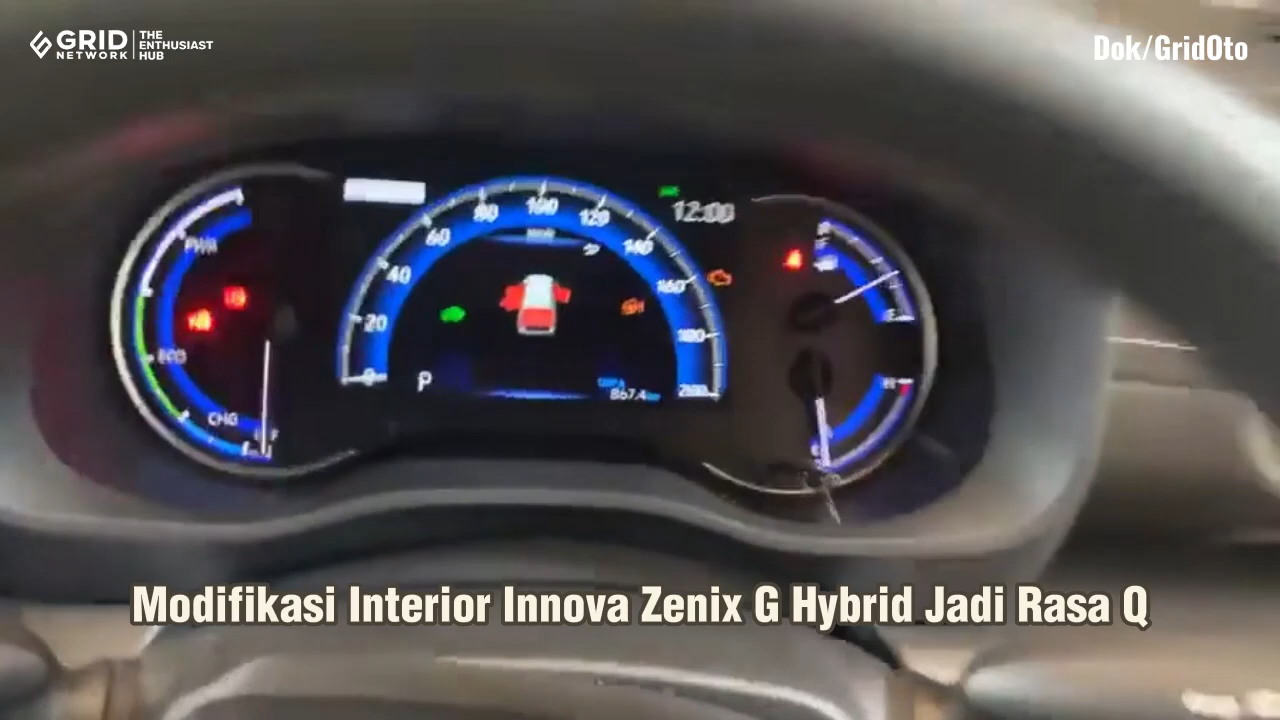 GRID
NETWORK
THE
ENTHUSIAST
HUB
Dok/GridOto
PWR
ECO
CHG
0
20
40
60
80
100
120
140
160
180
200
12:00
P
867.4
F
E
H
Modifikasi Interior Innova Zenix G Hybrid Jadi Rasa Q